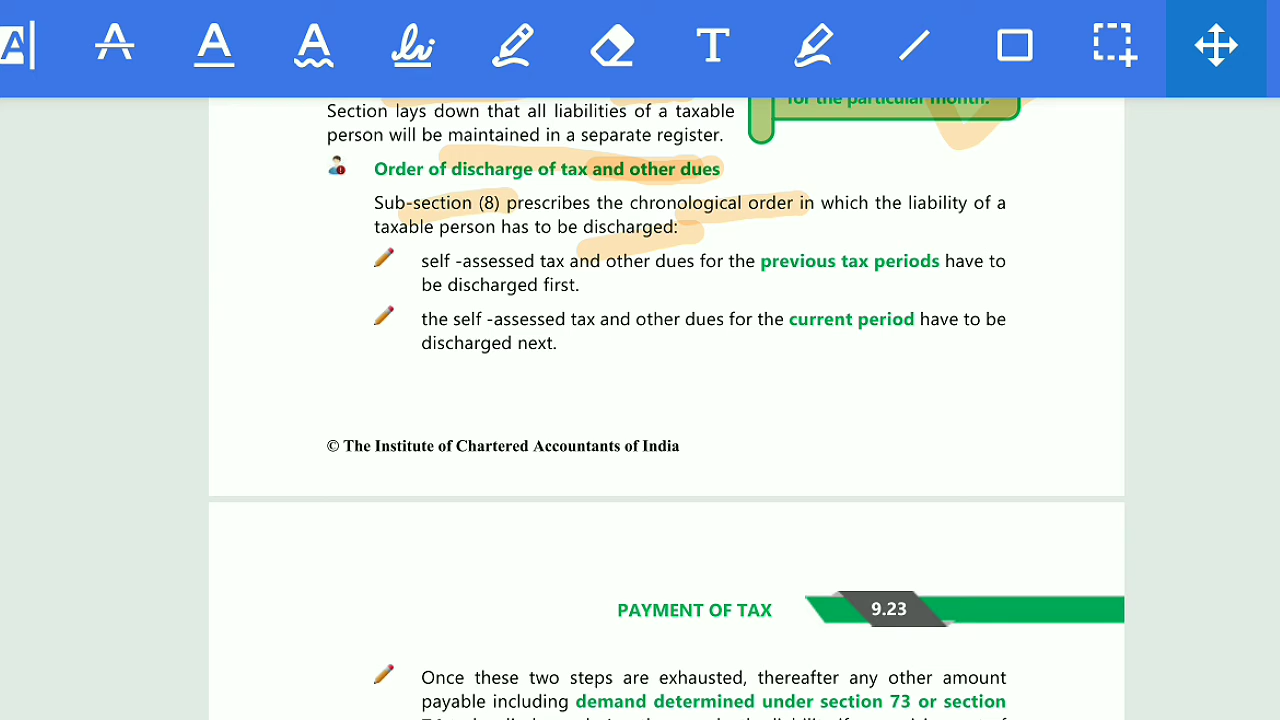 for the particular month.
Section lays down that all liabilities of a taxable
person will be maintained in a separate register.
Order of discharge of tax and other dues
Sub-section (8) prescribes the chronological order in which the liability of a
taxable person has to be discharged:
self -assessed tax and other dues for the previous tax periods have to
be discharged first.
the self -assessed tax and other dues for the current period have to be
discharged next.
© The Institute of Chartered Accountants of India
PAYMENT OF TAX 9.23
Once these two steps are exhausted, thereafter any other amount
payable including demand determined under section 73 or section